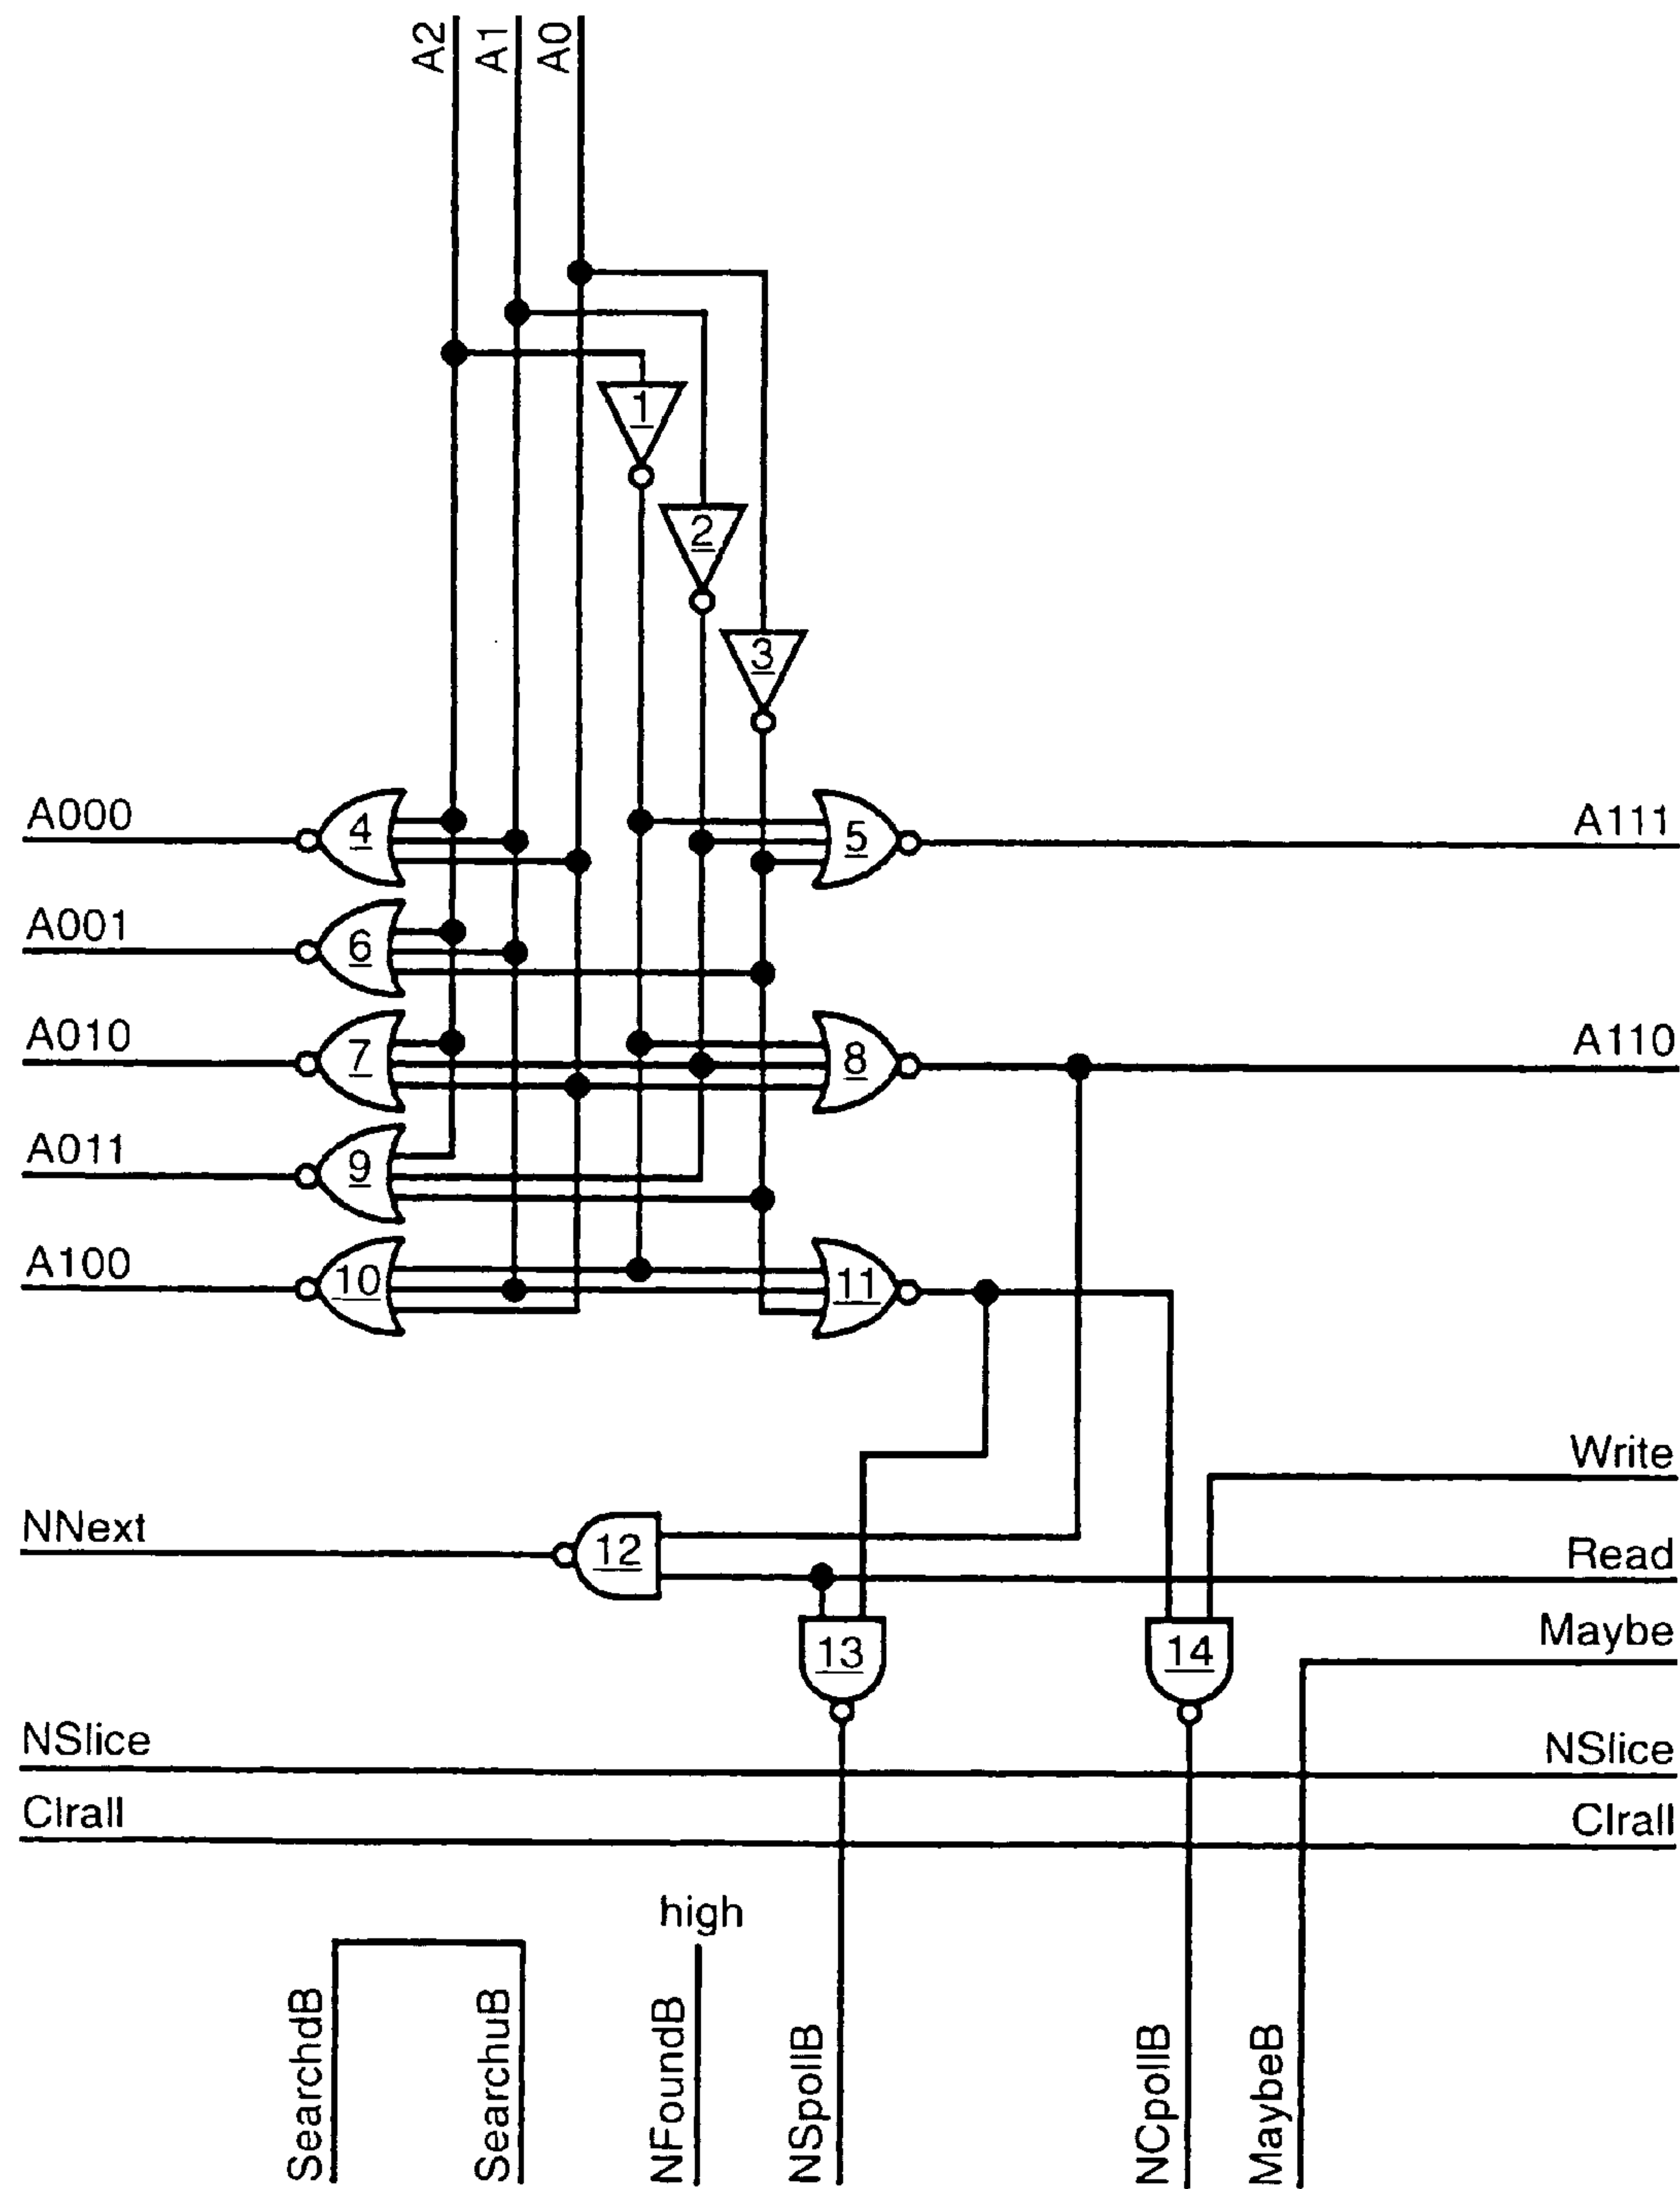 A2 A1 A0
1
2
3
A000 4 5 A111
A001 6
A010 7 8 A110
A011 9
A100 10 11
Write
NNext 12 Read
13 14 Maybe
NSlice NSlice
Clrall Clrall
high
SearchdB SearchuB NFoundB NSpollB NCpollB MaybeB